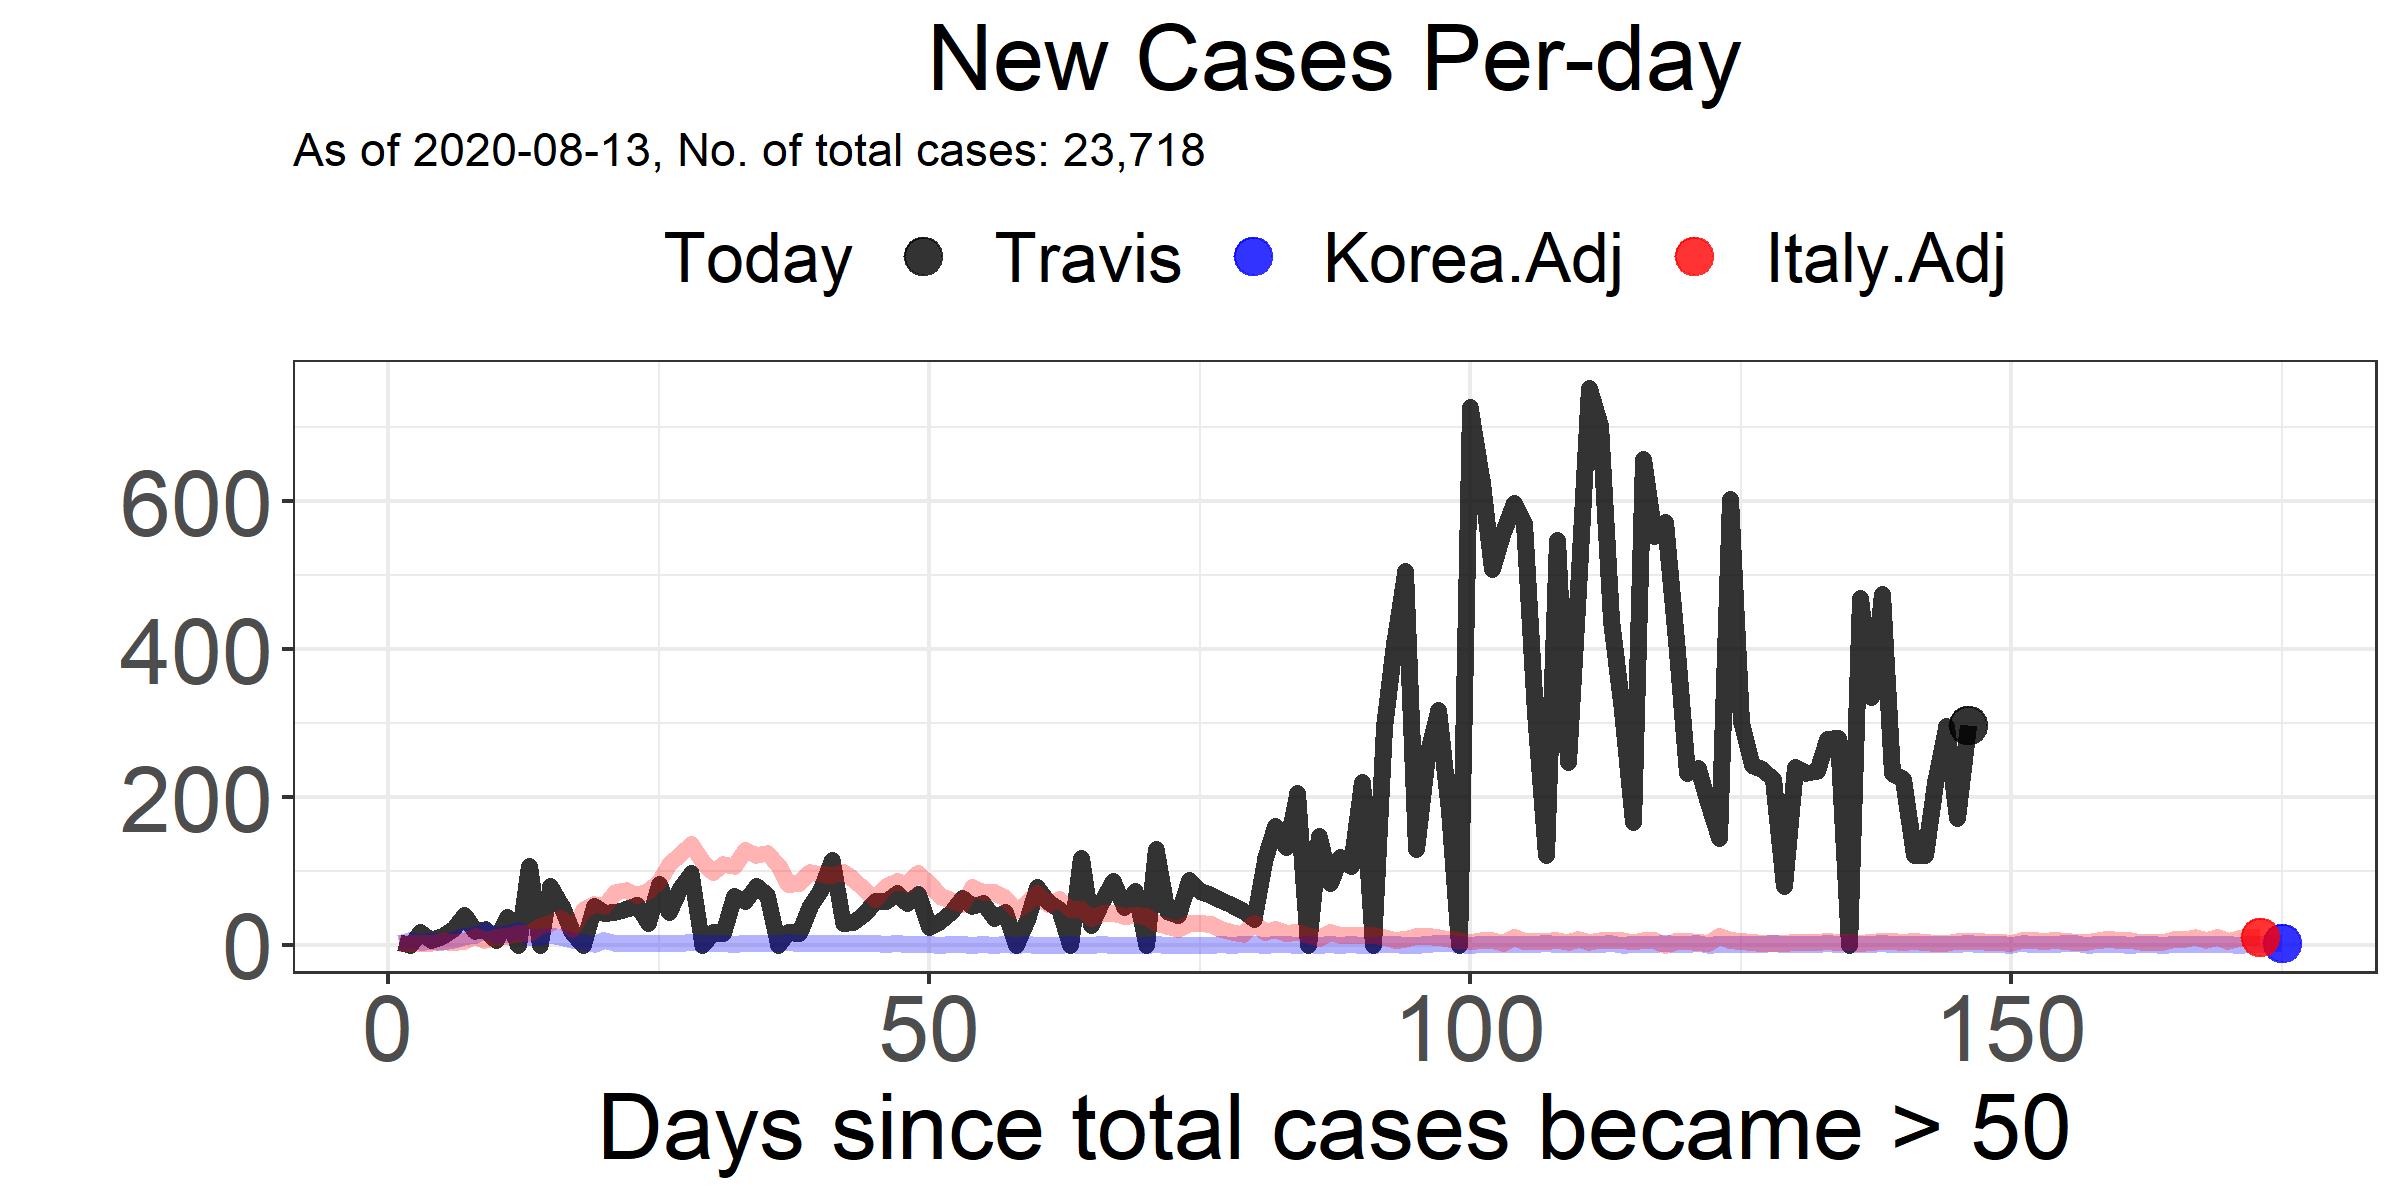 New Cases Per-day
As of 2020-08-13, No. of total cases: 23,718
Today Travis Korea.Adj Italy.Adj
600
400
200
0
0 50 100 150
Days since total cases became > 50